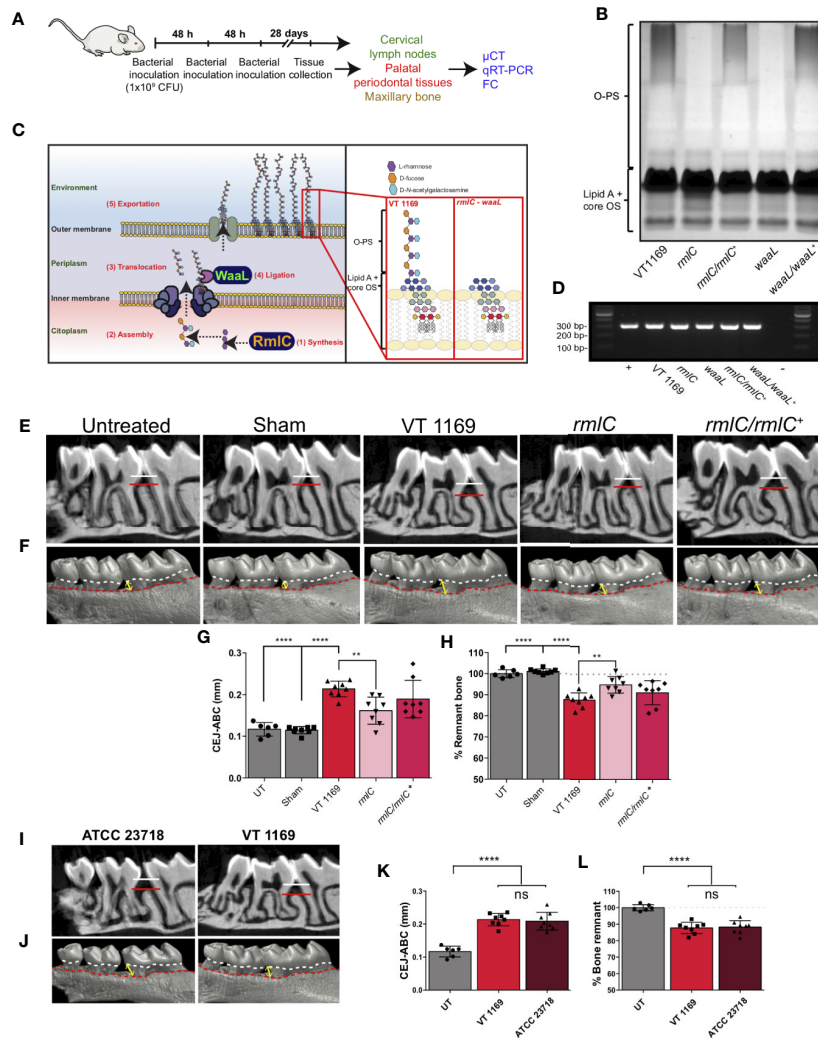 A
48 h
48 h
28 days
Bacterial
inoculation
(1x10⁹ CFU)
Bacterial
inoculation
Bacterial
inoculation
Tissue
collection
Cervical
lymph nodes
Palatal
periodontal tissues
Maxillary bone
µCT
qRT-PCR
FC
B
O-PS
Lipid A +
core OS
VT1169
rmlC
rmlC/rmlC⁺
waaL
waaL/waaL⁺
C
Environment
(5) Exportation
Outer membrane
Periplasm
(3) Translocation
WaaL
(4) Ligation
Inner membrane
Citoplasm
(2) Assembly
RmlC
(1) Synthesis
L-rhamnose
D-fucose
D-N-acetylgalactosamine
VT 1169
rmlC - waaL
O-PS
Lipid A +
core OS
D
300 bp-
200 bp-
100 bp-
+
VT 1169
rmlC
waaL
rmlC/rmlC⁺
waaL/waaL⁺
-
E
Untreated
Sham
VT 1169
rmlC
rmlC/rmlC⁺
F
G
CEJ-ABC (mm)
0.3
0.2
0.1
0.0
****
****
**
UT
Sham
VT 1169
rmlC
rmlC/rmlC⁺
H
% Remnant bone
100
90
80
70
60
50
****
****
**
UT
Sham
VT 1169
rmlC
rmlC/rmlC⁺
I
ATCC 23718
VT 1169
J
K
CEJ-ABC (mm)
0.3
0.2
0.1
0.0
****
ns
UT
VT 1169
ATCC 23718
L
% Bone remnant
110
100
90
80
70
60
50
****
ns
UT
VT 1169
ATCC 23718